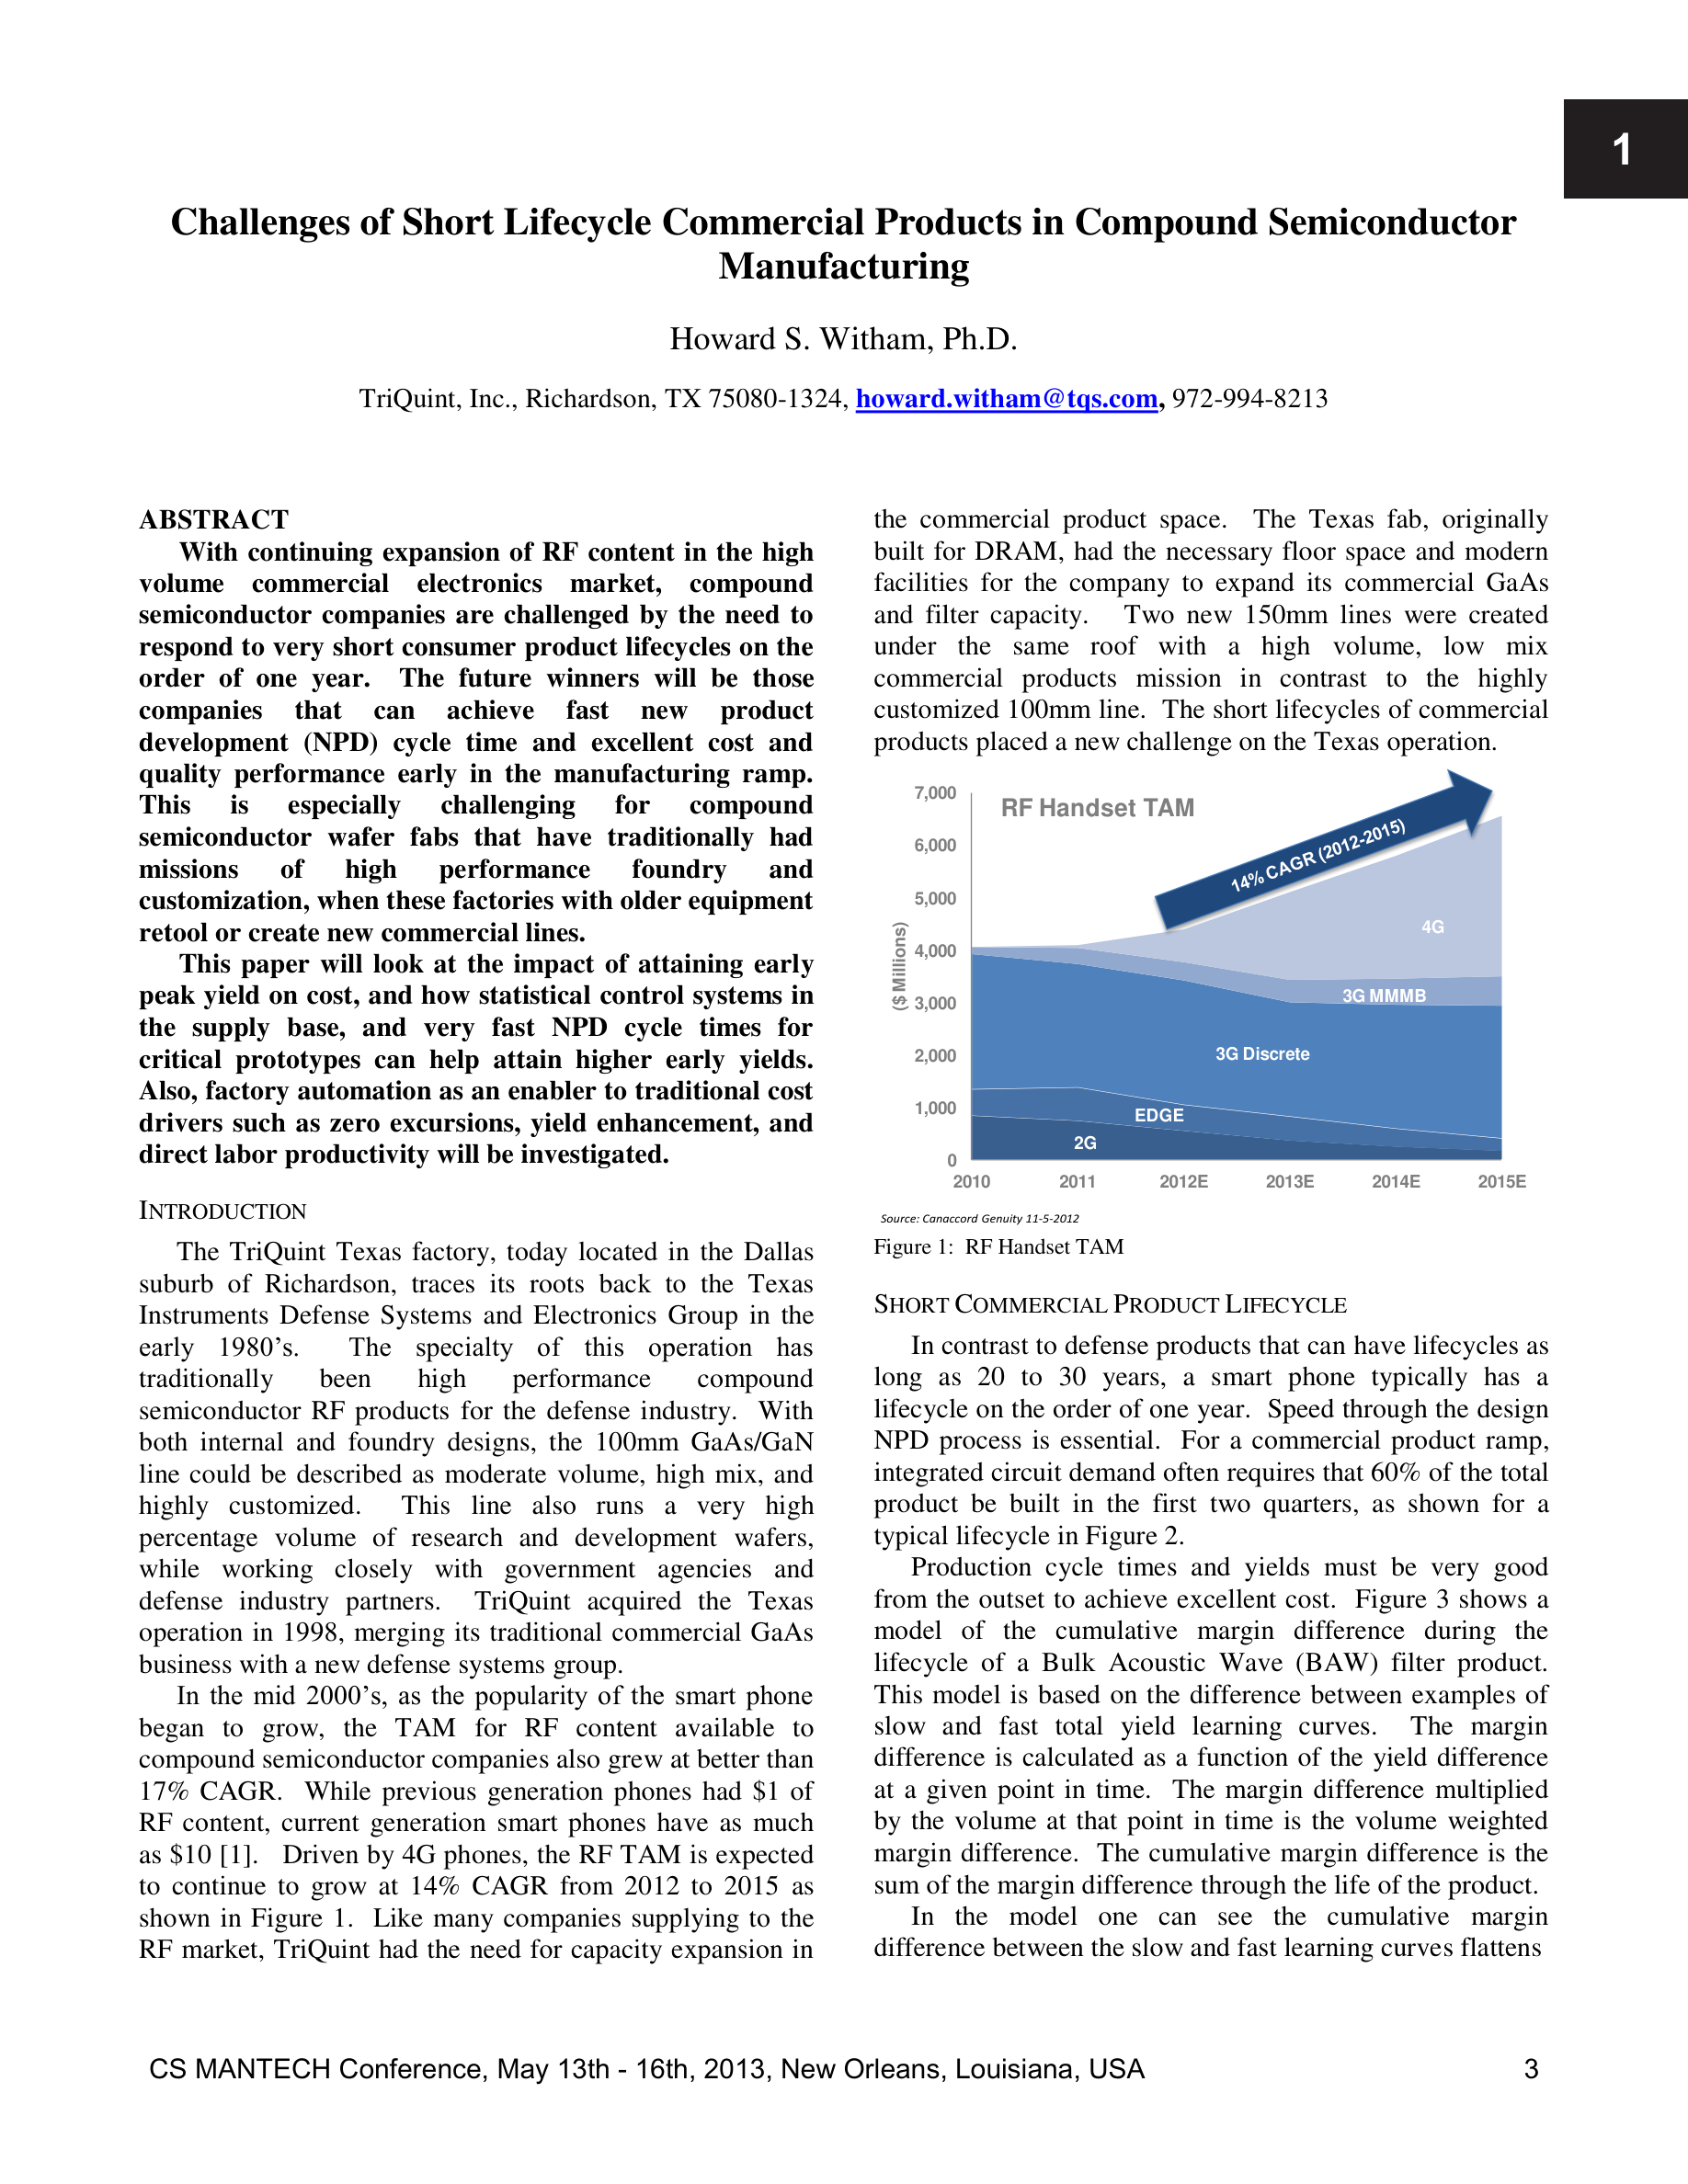 1
Challenges of Short Lifecycle Commercial Products in Compound Semiconductor
Manufacturing
Howard S. Witham, Ph.D.
TriQuint, Inc., Richardson, TX 75080-1324, howard.witham@tqs.com, 972-994-8213
ABSTRACT
With continuing expansion of RF content in the high
volume commercial electronics market, compound
semiconductor companies are challenged by the need to
respond to very short consumer product lifecycles on the
order of one year. The future winners will be those
companies that can achieve fast new product
development (NPD) cycle time and excellent cost and
quality performance early in the manufacturing ramp.
This is especially challenging for compound
semiconductor wafer fabs that have traditionally had
missions of high performance foundry and
customization, when these factories with older equipment
retool or create new commercial lines.
This paper will look at the impact of attaining early
peak yield on cost, and how statistical control systems in
the supply base, and very fast NPD cycle times for
critical prototypes can help attain higher early yields.
Also, factory automation as an enabler to traditional cost
drivers such as zero excursions, yield enhancement, and
direct labor productivity will be investigated.
INTRODUCTION
The TriQuint Texas factory, today located in the Dallas
suburb of Richardson, traces its roots back to the Texas
Instruments Defense Systems and Electronics Group in the
early 1980’s. The specialty of this operation has
traditionally been high performance compound
semiconductor RF products for the defense industry. With
both internal and foundry designs, the 100mm GaAs/GaN
line could be described as moderate volume, high mix, and
highly customized. This line also runs a very high
percentage volume of research and development wafers,
while working closely with government agencies and
defense industry partners. TriQuint acquired the Texas
operation in 1998, merging its traditional commercial GaAs
business with a new defense systems group.
In the mid 2000’s, as the popularity of the smart phone
began to grow, the TAM for RF content available to
compound semiconductor companies also grew at better than
17% CAGR. While previous generation phones had $1 of
RF content, current generation smart phones have as much
as $10 [1]. Driven by 4G phones, the RF TAM is expected
to continue to grow at 14% CAGR from 2012 to 2015 as
shown in Figure 1. Like many companies supplying to the
RF market, TriQuint had the need for capacity expansion in
the commercial product space. The Texas fab, originally
built for DRAM, had the necessary floor space and modern
facilities for the company to expand its commercial GaAs
and filter capacity. Two new 150mm lines were created
under the same roof with a high volume, low mix
commercial products mission in contrast to the highly
customized 100mm line. The short lifecycles of commercial
products placed a new challenge on the Texas operation.
RF Handset TAM
14% CAGR (2012-2015)
($ Millions)
7,000
6,000
5,000
4,000
3,000
2,000
1,000
0
4G
3G MMMB
3G Discrete
EDGE
2G
2010 2011 2012E 2013E 2014E 2015E
Source: Canaccord Genuity 11-5-2012
Figure 1: RF Handset TAM
SHORT COMMERCIAL PRODUCT LIFECYCLE
In contrast to defense products that can have lifecycles as
long as 20 to 30 years, a smart phone typically has a
lifecycle on the order of one year. Speed through the design
NPD process is essential. For a commercial product ramp,
integrated circuit demand often requires that 60% of the total
product be built in the first two quarters, as shown for a
typical lifecycle in Figure 2.
Production cycle times and yields must be very good
from the outset to achieve excellent cost. Figure 3 shows a
model of the cumulative margin difference during the
lifecycle of a Bulk Acoustic Wave (BAW) filter product.
This model is based on the difference between examples of
slow and fast total yield learning curves. The margin
difference is calculated as a function of the yield difference
at a given point in time. The margin difference multiplied
by the volume at that point in time is the volume weighted
margin difference. The cumulative margin difference is the
sum of the margin difference through the life of the product.
In the model one can see the cumulative margin
difference between the slow and fast learning curves flattens
CS MANTECH Conference, May 13th - 16th, 2013, New Orleans, Louisiana, USA 3